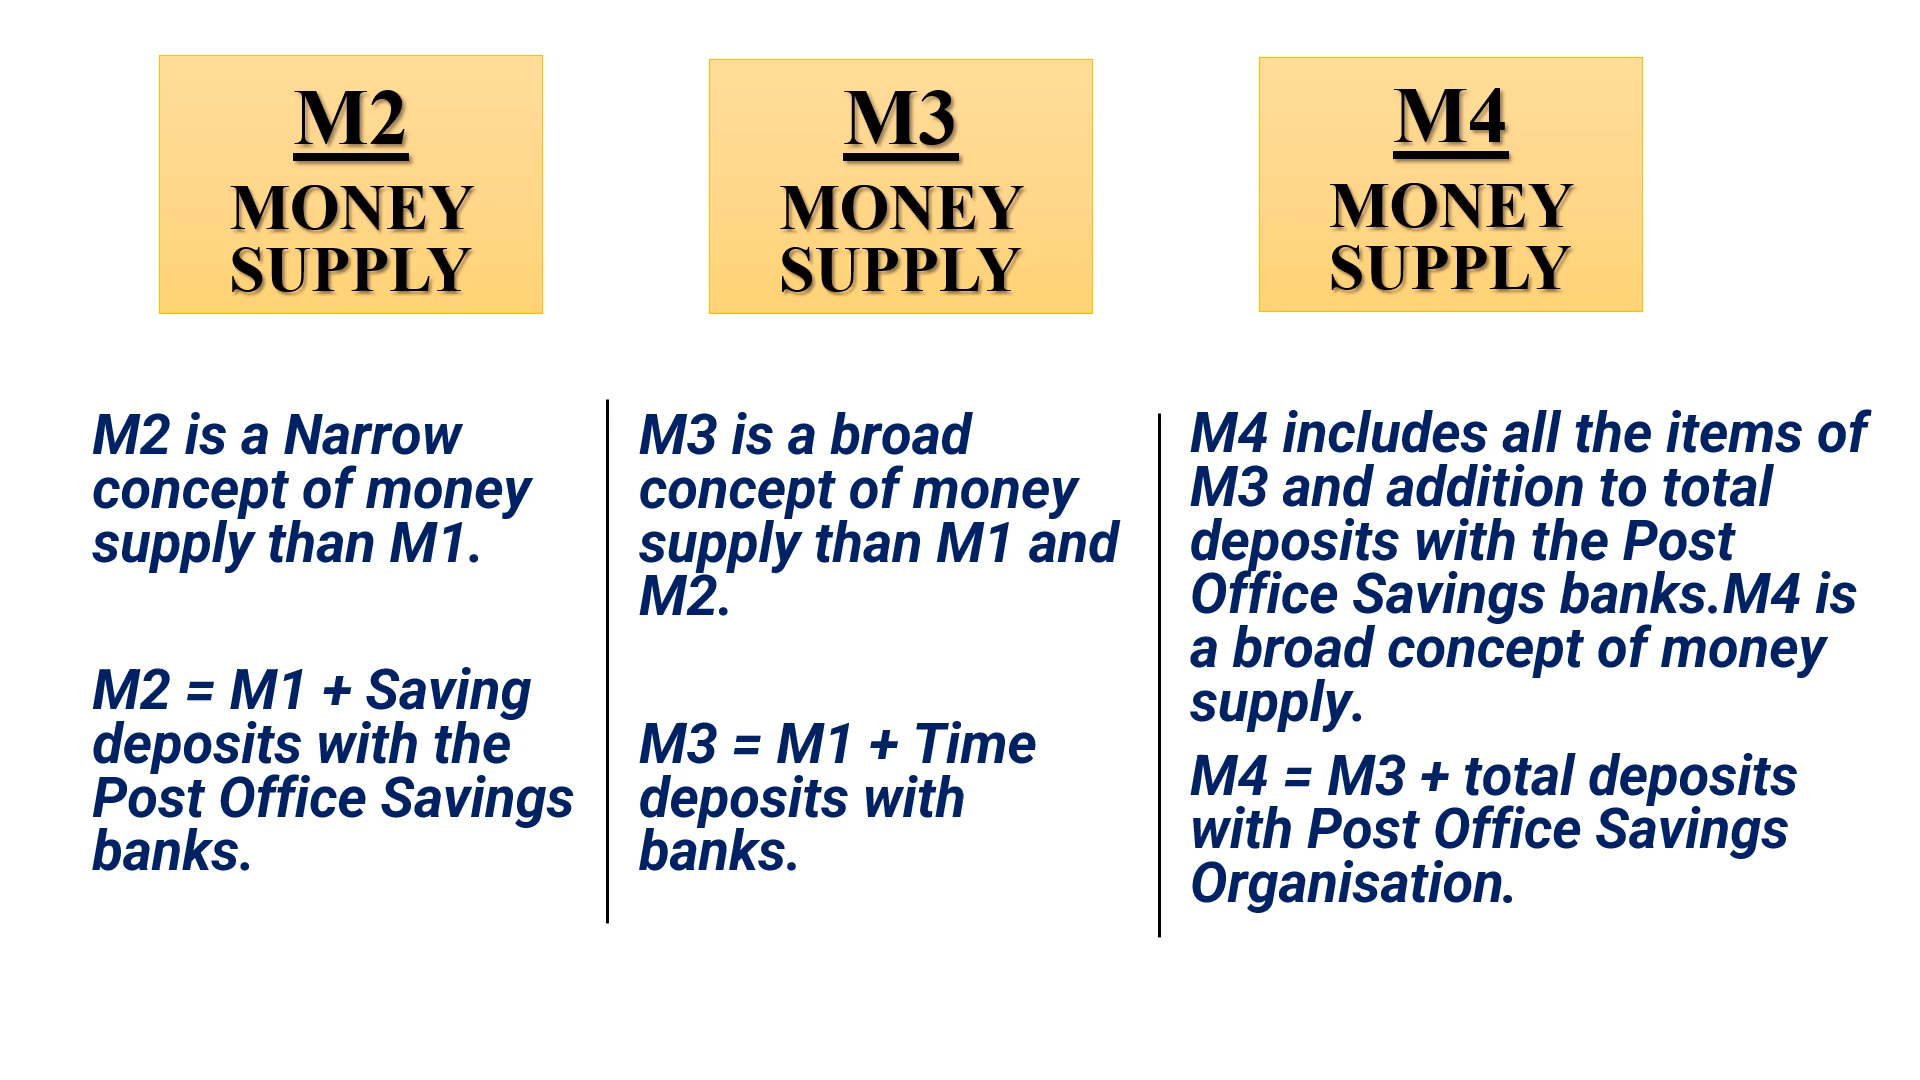 M2
MONEY
SUPPLY
M3
MONEY
SUPPLY
M4
MONEY
SUPPLY
M2 is a Narrow
concept of money
supply than M1.
M2 = M1 + Saving
deposits with the
Post Office Savings
banks.
M3 is a broad
concept of money
supply than M1 and
M2.
M3 = M1 + Time
deposits with
banks.
M4 includes all the items of
M3 and addition to total
deposits with the Post
Office Savings banks.M4 is
a broad concept of money
supply.
M4 = M3 + total deposits
with Post Office Savings
Organisation.